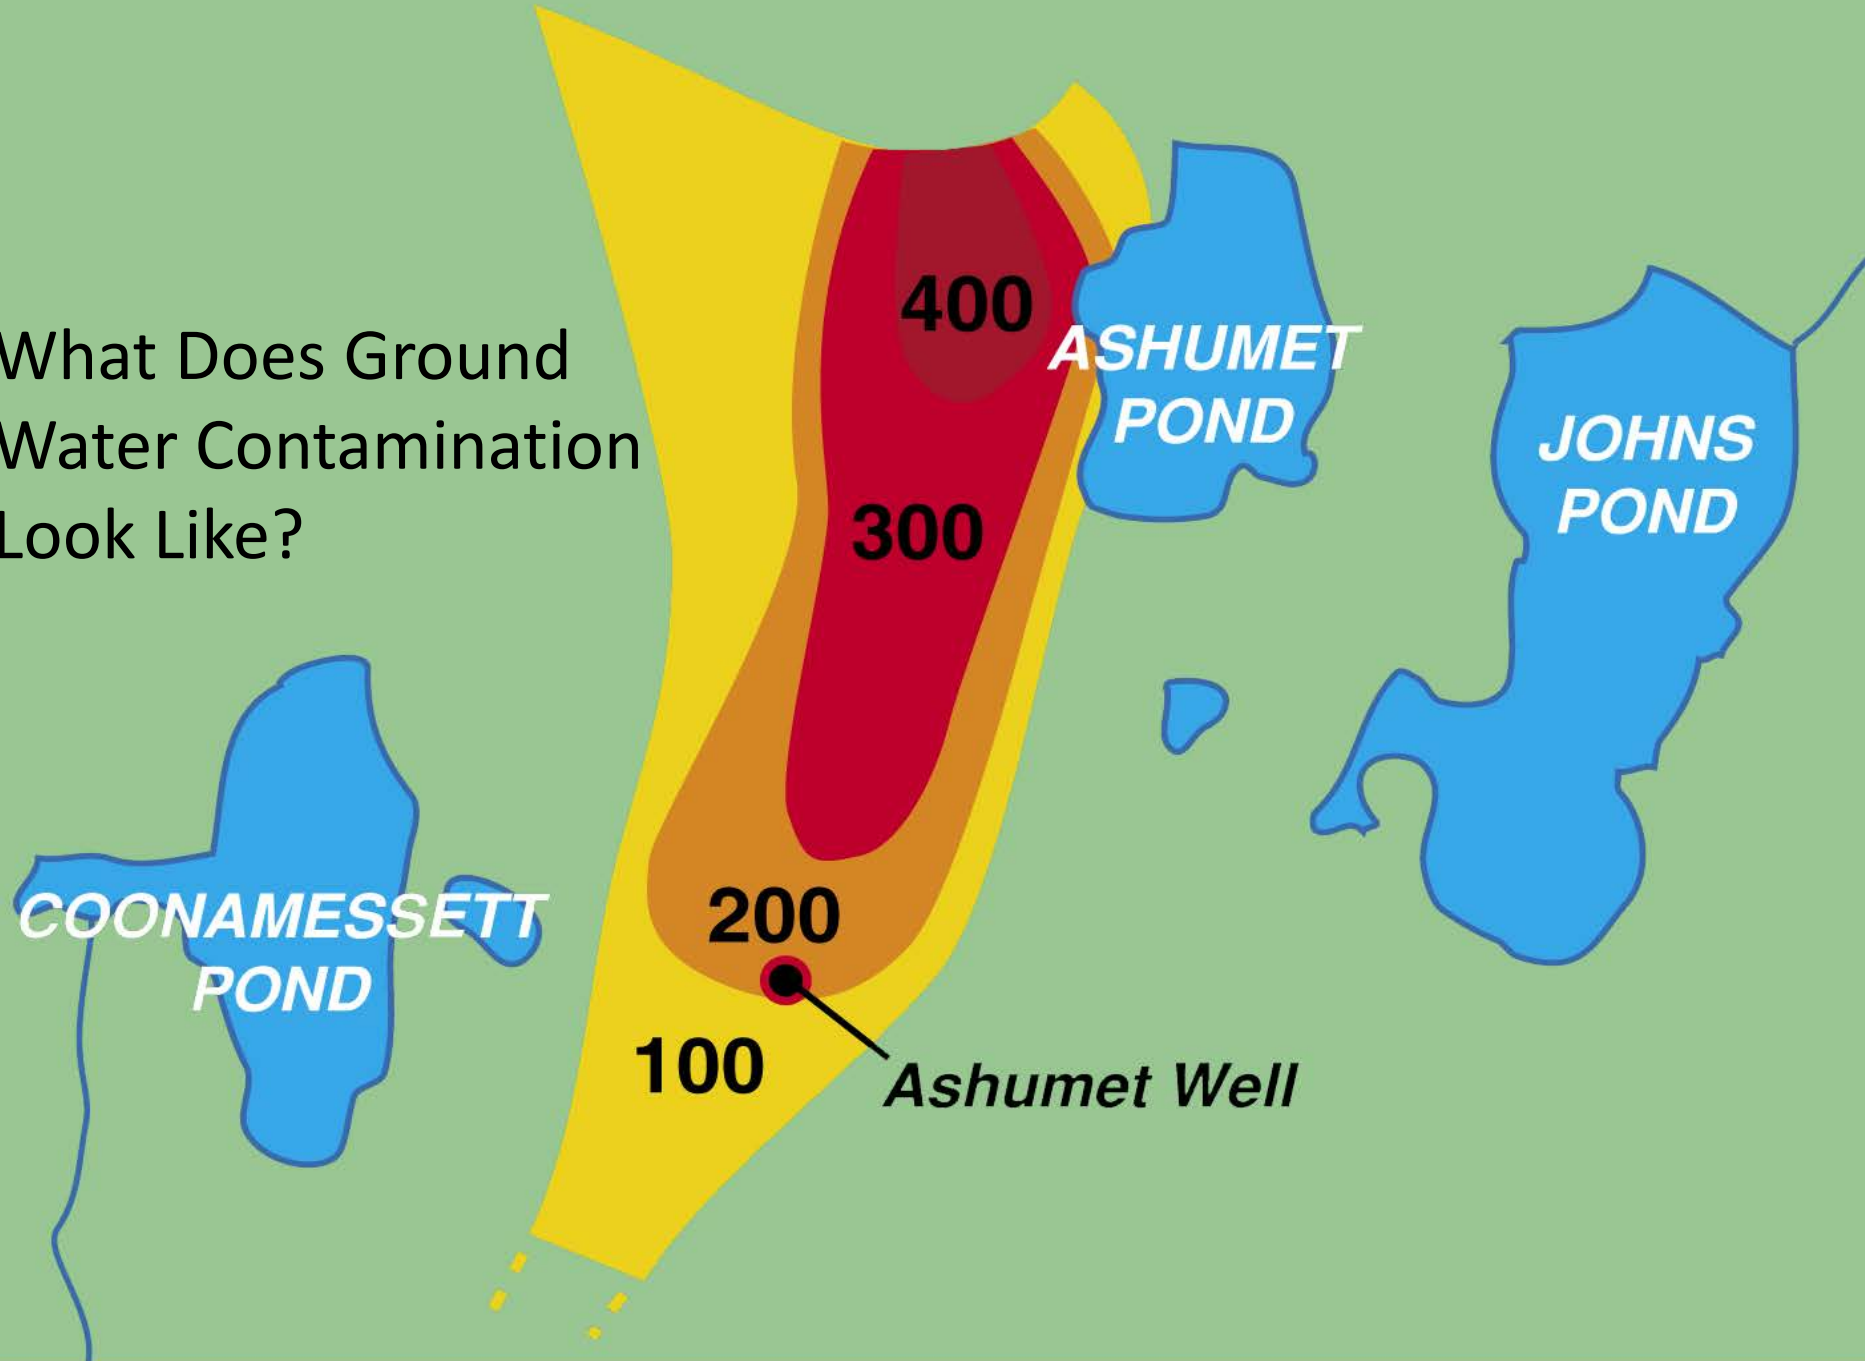 What Does Ground
Water Contamination
Look Like?
400
ASHUMET
POND
JOHNS
POND
300
COONAMESSETT
POND
200
100
Ashumet Well